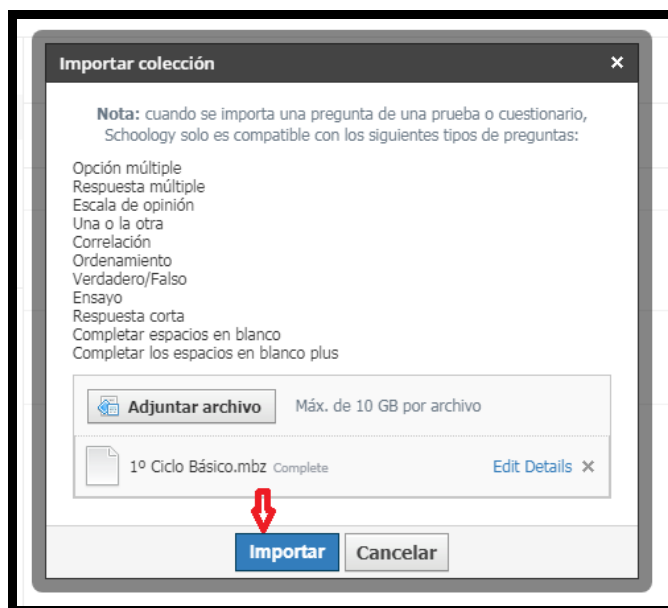 Importar colección
Nota: cuando se importa una pregunta de una prueba o cuestionario,
Schoology solo es compatible con los siguientes tipos de preguntas:
Opción múltiple
Respuesta múltiple
Escala de opinión
Una o la otra
Correlación
Ordenamiento
Verdadero/Falso
Ensayo
Respuesta corta
Completar espacios en blanco
Completar los espacios en blanco plus
Adjuntar archivo Máx. de 10 GB por archivo
1º Ciclo Básico.mbz Complete Edit Details
Importar Cancelar